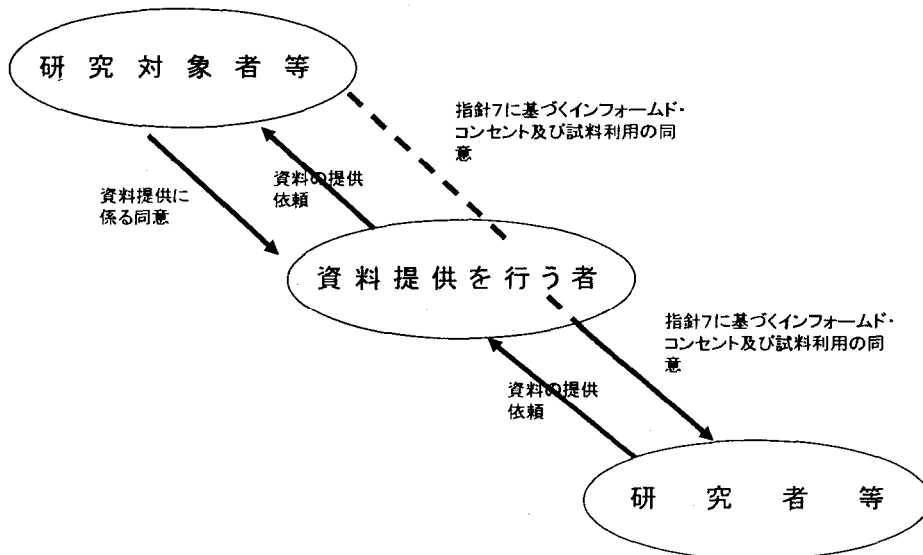 研究対象者等
指針7に基づくインフォームド・
コンセント及び試料利用の同
意
資料提供に
係る同意
資料の提供
依頼
資料提供を行う者
指針7に基づくインフォームド・
コンセント及び試料利用の同
意
資料の提供
依頼
研究者等